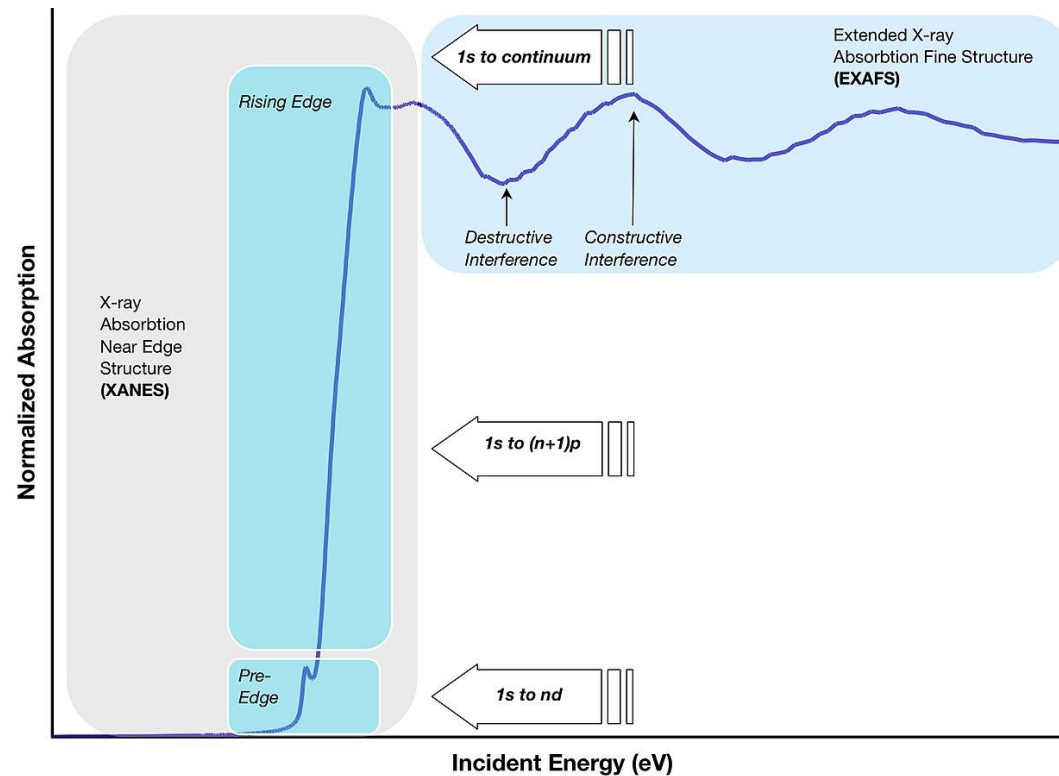 1s to continuum
Extended X-ray
Absorbtion Fine Structure
(EXAFS)
Rising Edge
Destructive
Interference
Constructive
Interference
X-ray
Absorbtion
Near Edge
Structure
(XANES)
Normalized Absorption
1s to (n+1)p
Pre-
Edge
1s to nd
Incident Energy (eV)